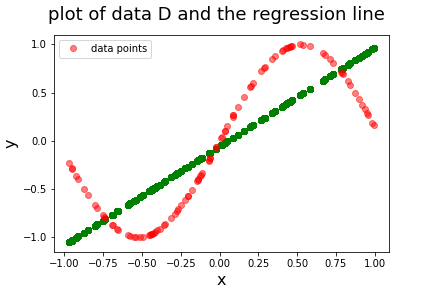 plot of data D and the regression line
data points
1.0
0.5
0.0
−0.5
−1.0
y
−1.00 −0.75 −0.50 −0.25 0.00 0.25 0.50 0.75 1.00
x